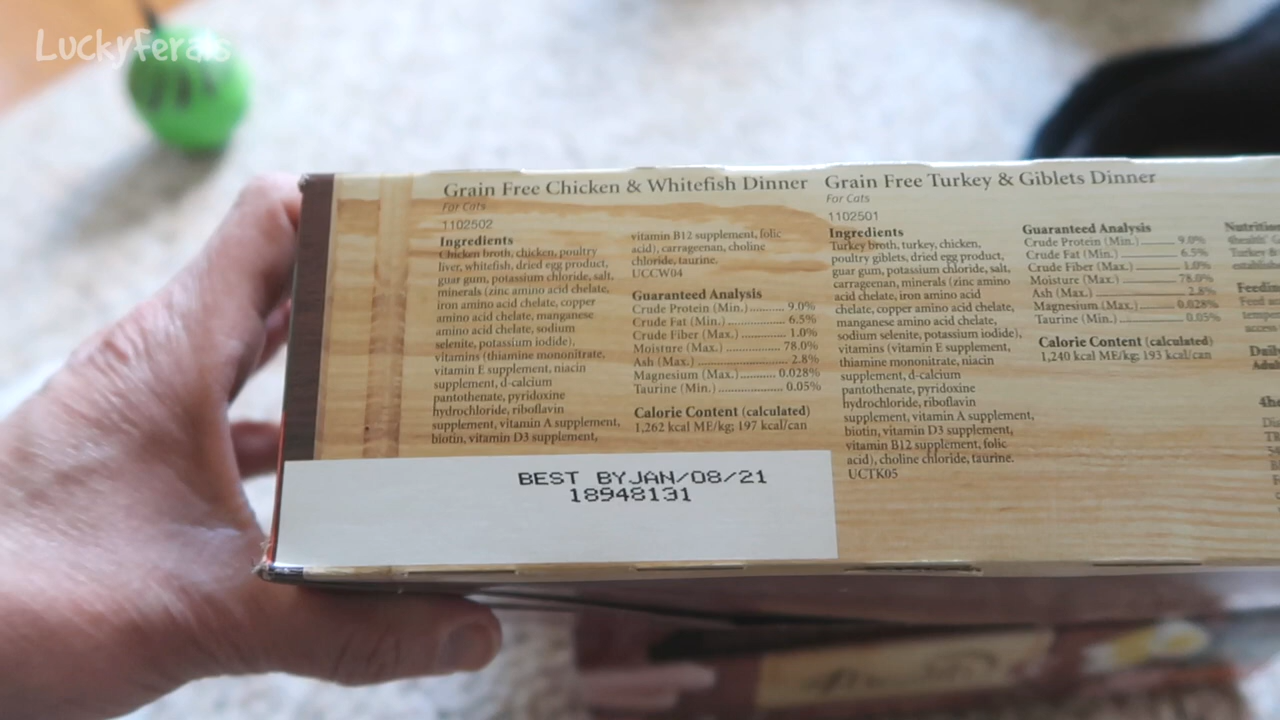 LuckyFerals
Grain Free Chicken & Whitefish Dinner
For Cats
1102502
Ingredients
Chicken broth, chicken, poultry
liver, whitefish, dried egg product,
guar gum, potassium chloride, salt,
minerals (zinc amino acid chelate,
iron amino acid chelate, copper
amino acid chelate, manganese
amino acid chelate, sodium
selenite, potassium iodide),
vitamins (thiamine mononitrate,
vitamin E supplement, niacin
supplement, d-calcium
pantothenate, pyridoxine
hydrochloride, riboflavin
supplement, vitamin A supplement,
biotin, vitamin D3 supplement,
vitamin B12 supplement, folic
acid), carrageenan, choline
chloride, taurine.
UCCW04
Guaranteed Analysis
Crude Protein (Min.) 9.0%
Crude Fat (Min.) 6.5%
Crude Fiber (Max.) 1.0%
Moisture (Max.) 78.0%
Ash (Max.) 2.8%
Magnesium (Max.) 0.028%
Taurine (Min.) 0.05%
Calorie Content (calculated)
1,262 kcal ME/kg; 197 kcal/can
BEST BY JAN/08/21
18948131
Grain Free Turkey & Giblets Dinner
For Cats
1102501
Ingredients
Turkey broth, turkey, chicken,
poultry giblets, dried egg product,
guar gum, potassium chloride, salt,
carrageenan, minerals (zinc amino
acid chelate, iron amino acid
chelate, copper amino acid chelate,
manganese amino acid chelate,
sodium selenite, potassium iodide),
vitamins (vitamin E supplement,
thiamine mononitrate, niacin
supplement, d-calcium
pantothenate, pyridoxine
hydrochloride, riboflavin
supplement, vitamin A supplement,
biotin, vitamin D3 supplement,
vitamin B12 supplement, folic
acid), choline chloride, taurine.
UCTK05
Guaranteed Analysis
Crude Protein (Min.) 9.0%
Crude Fat (Min.) 6.5%
Crude Fiber (Max.) 1.0%
Moisture (Max.) 78.0%
Ash (Max.) 2.8%
Magnesium (Max.) 0.028%
Taurine (Min.) 0.05%
Calorie Content (calculated)
1,240 kcal ME/kg; 193 kcal/can